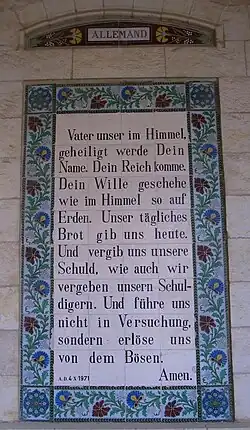 ALLEMAND
Vater unser im Himmel,
geheiligt werde Dein
Name. Dein Reich komme.
Dein Wille geschehe
wie im Himmel so auf
Erden. Unser tägliches
Brot gib uns heute.
Und vergib uns unsere
Schuld, wie auch wir
vergeben unsern Schul-
digern. Und führe uns
nicht in Versuchung,
sondern erlöse uns
von dem Bösen.
A.D. 4 X 1971 Amen.